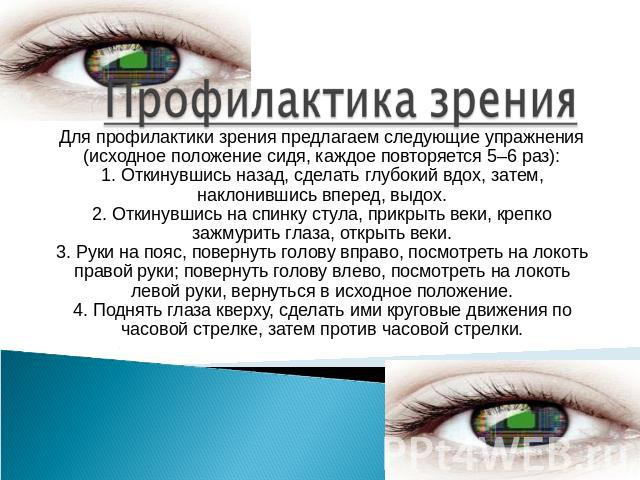 Профилактика зрения
Для профилактики зрения предлагаем следующие упражнения
(исходное положение сидя, каждое повторяется 5–6 раз):
1. Откинувшись назад, сделать глубокий вдох, затем,
наклонившись вперед, выдох.
2. Откинувшись на спинку стула, прикрыть веки, крепко
зажмурить глаза, открыть веки.
3. Руки на пояс, повернуть голову вправо, посмотреть на локоть
правой руки; повернуть голову влево, посмотреть на локоть
левой руки, вернуться в исходное положение.
4. Поднять глаза кверху, сделать ими круговые движения по
часовой стрелке, затем против часовой стрелки.
PPt4WEB.ru